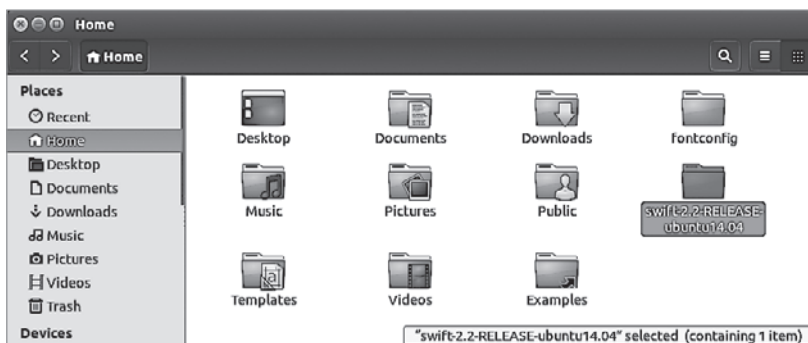 Home
Home
Places
Recent
Home
Desktop
Documents
Downloads
Music
Pictures
Videos
Trash
Devices
Desktop
Documents
Downloads
fontconfig
Music
Pictures
Public
swift-2.2-RELEASE-
ubuntu14.04
Templates
Videos
Examples
"swift-2.2-RELEASE-ubuntu14.04" selected (containing 1 item)